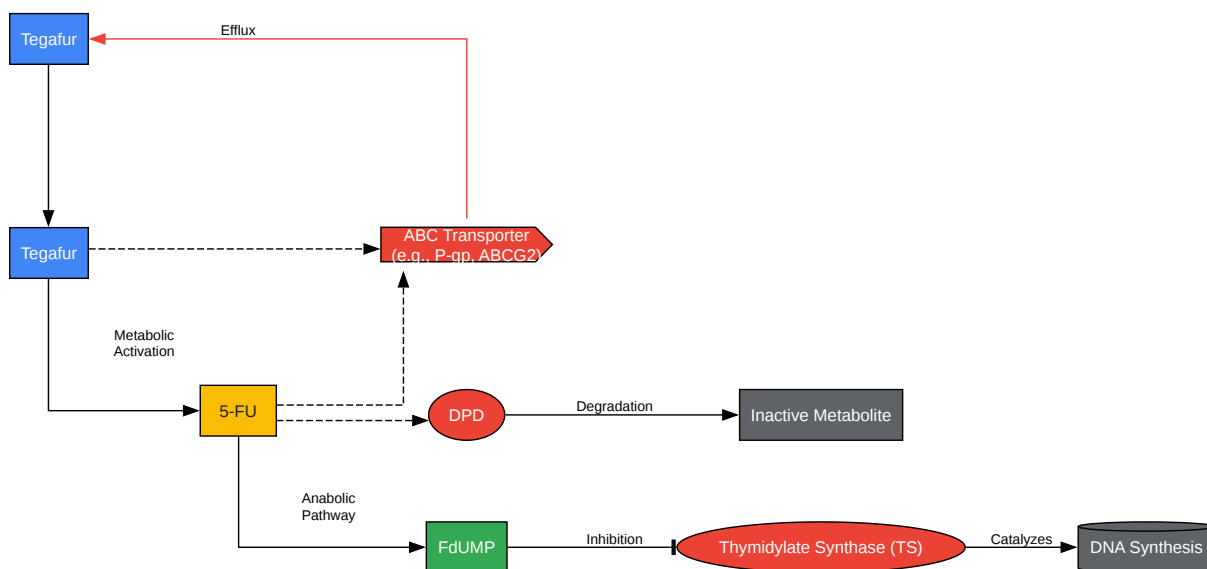 Efflux
Tegafur
ABC Transporter
(e.g., P-gp, ABCG2)
Tegafur
Metabolic
Activation
5-FU
DPD
Degradation
Inactive Metabolite
Anabolic
Pathway
FdUMP
Inhibition
Thymidylate Synthase (TS)
Catalyzes
DNA Synthesis